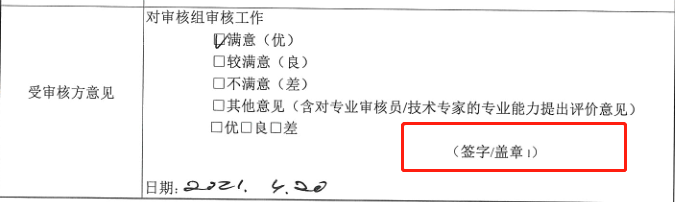 对审核组审核工作
☑满意（优）
□较满意（良）
□不满意（差）
受审核方意见
□其他意见（含对专业审核员/技术专家的专业能力提出评价意见）
□优□良□差
（签字/盖章）
日期：2021. 4.20